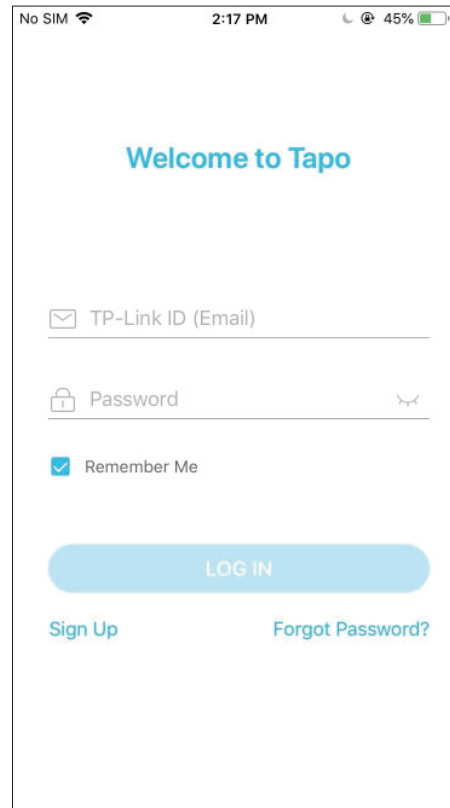 No SIM 2:17 PM 45%
Welcome to Tapo
TP-Link ID (Email)
Password
Remember Me
LOG IN
Sign Up Forgot Password?